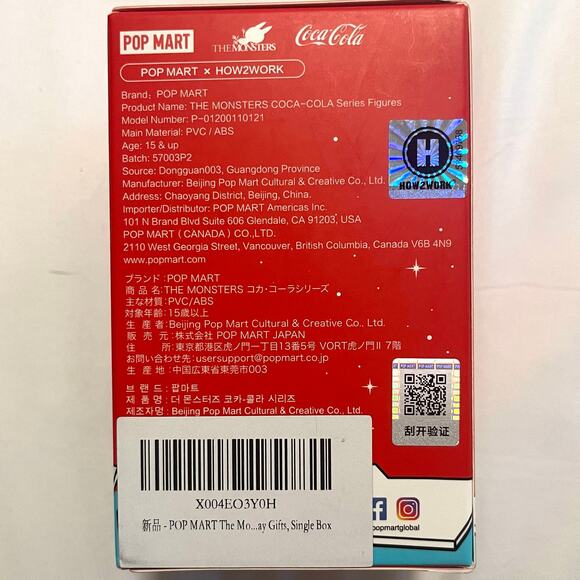 POP MART THE MONSTERS Coca-Cola
POP MART × HOW2WORK
Brand: POP MART
Product Name: THE MONSTERS COCA-COLA Series Figures
Model Number: P-01200110121
Main Material: PVC / ABS
Age: 15 & up
Batch: 57003P2
Source: Dongguan003, Guangdong Province
Manufacturer: Beijing Pop Mart Cultural & Creative Co., Ltd.
Address: Chaoyang District, Beijing, China.
Importer/Distributor: POP MART Americas Inc.
101 N Brand Blvd Suite 606 Glendale, CA 91203, USA
POP MART (CANADA) CO.,LTD.
2110 West Georgia Street, Vancouver, British Columbia, Canada V6B 4N9
www.popmart.com
H
HOW2WORK
ブランド:POP MART
商 品 名:THE MONSTERS コカ·コーラシリーズ
主な材質:PVC/ABS
対象年齢:15歳以上
生 産 者:Beijing Pop Mart Cultural & Creative Co., Ltd.
販 売 元:株式会社 POP MART JAPAN
住 所:東京都港区虎ノ門一丁目13番5号 VORT虎ノ門II 7階
お問い合わせ先:usersupport@popmart.co.jp
生 産 地:中国広東省東莞市003
브 랜 드 : 팝마트
제 품 명 : 더 몬스터즈 코카·콜라 시리즈
제조자명 : Beijing Pop Mart Cultural & Creative Co., Ltd.
POP MART POP MART POP MART
刮开验证
X004EO3Y0H
新品 - POP MART The Mo...ay Gifts, Single Box
popmartglobal